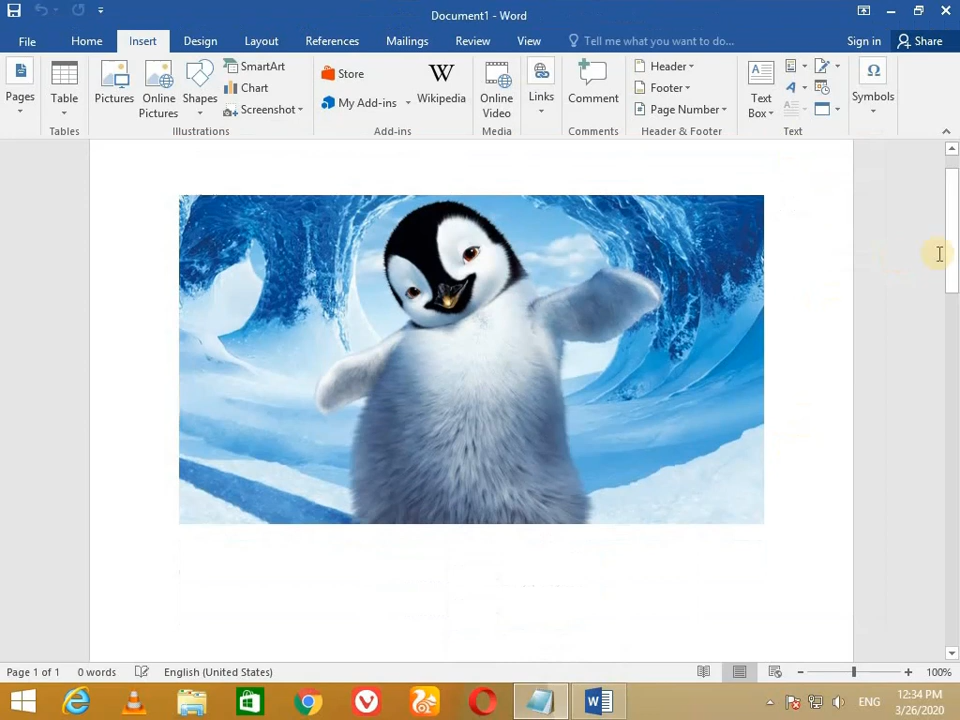 Document1 - Word
File Home Insert Design Layout References Mailings Review View Tell me what you want to do... Sign in Share
Pages
Table
Pictures
Online Pictures
Shapes
SmartArt
Chart
Screenshot
Store
My Add-ins
W
Wikipedia
Online Video
Links
Comment
Header
Footer
Page Number
Text Box
A
Ω
Symbols
Tables Illustrations Add-ins Media Comments Header & Footer Text
Page 1 of 1 0 words English (United States) 100%
ENG
12:34 PM
3/26/2020